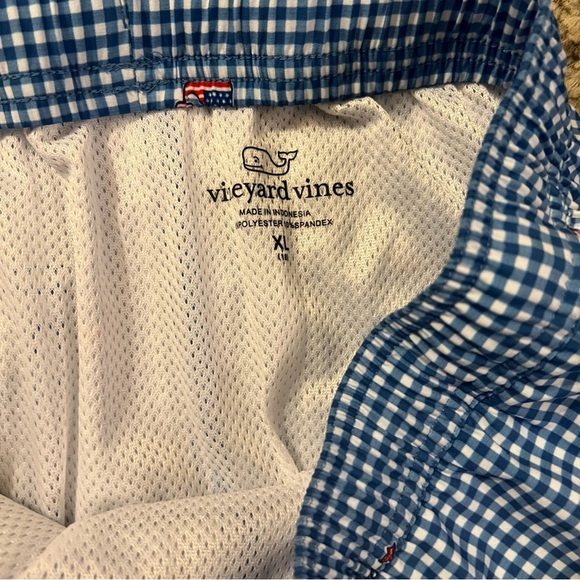 vineyard vines
MADE IN INDONESIA
POLYESTER SPANDEX
XL